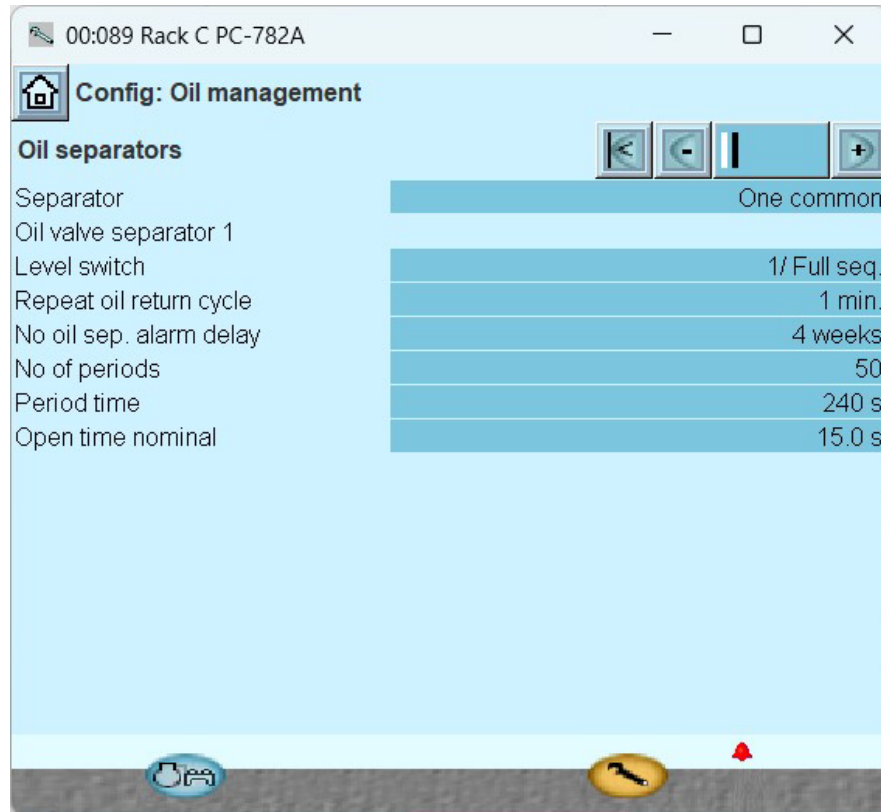 00:089 Rack C PC-782A
Config: Oil management
Oil separators
Separator One common
Oil valve separator 1
Level switch 1/ Full seq.
Repeat oil return cycle 1 min.
No oil sep. alarm delay 4 weeks
No of periods 50
Period time 240 s
Open time nominal 15.0 s